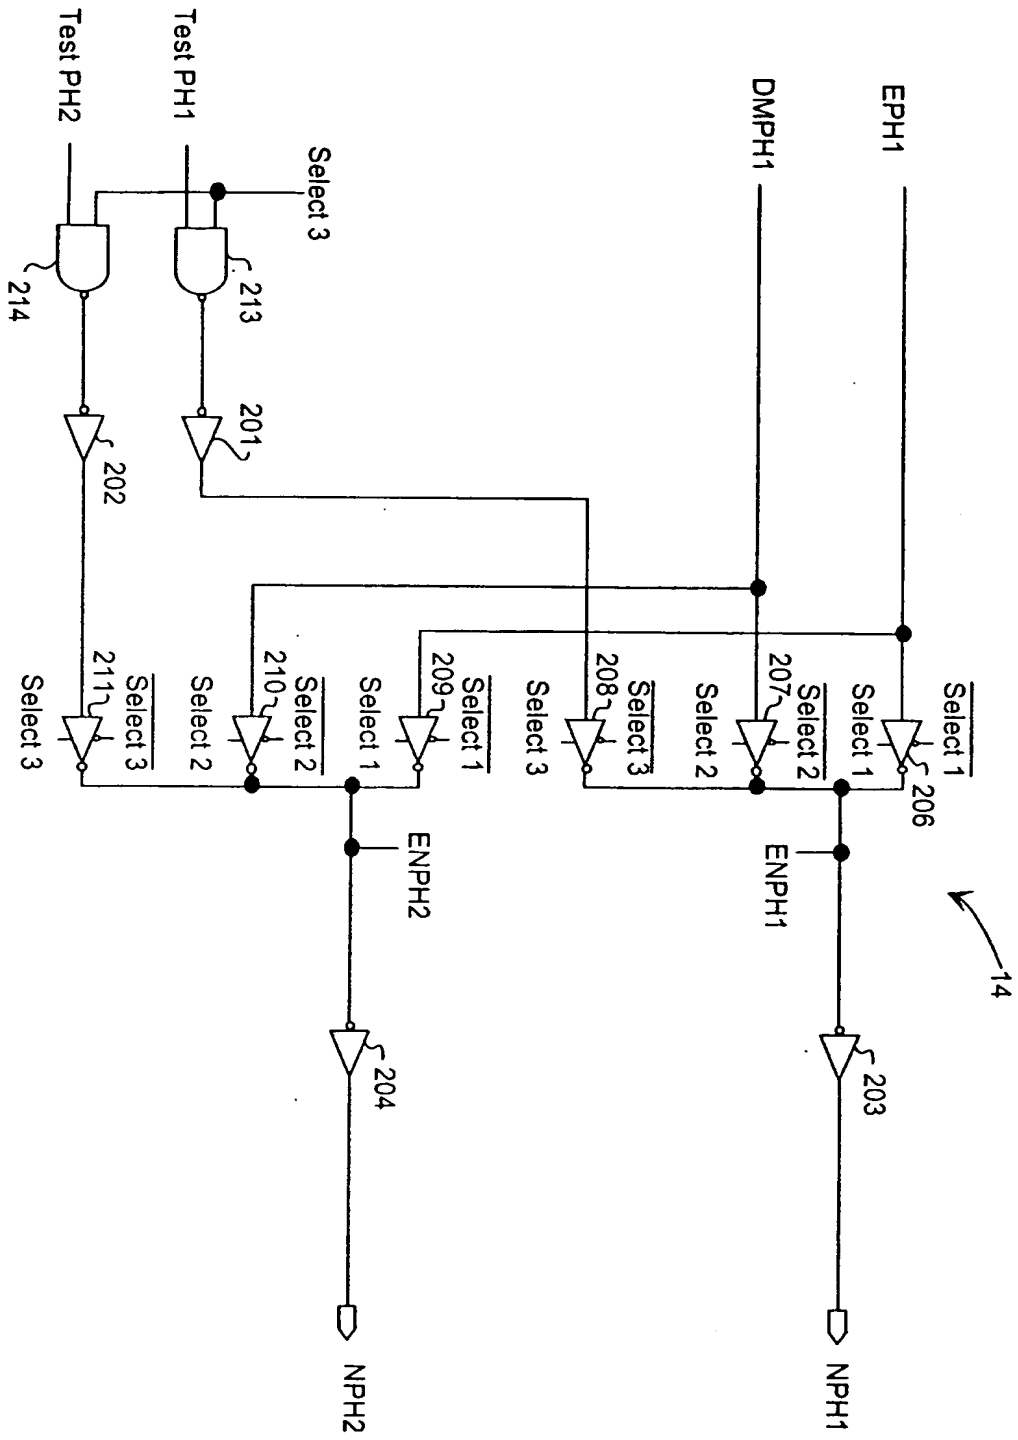 EPH1
DMPH1
Select 3
Test PH1
Test PH2
213
214
201
202
Select 1
206
Select 1
Select 2
207
Select 2
Select 3
208
Select 3
Select 1
209
Select 1
Select 2
210
Select 2
Select 3
211
Select 3
ENPH1
ENPH2
14
203
204
NPH1
NPH2